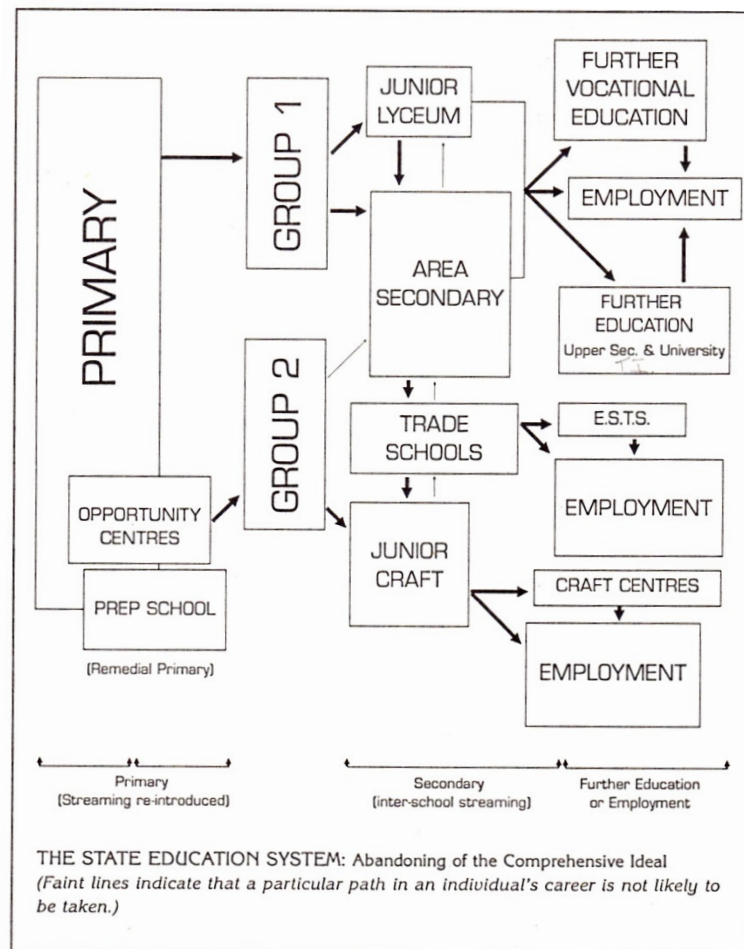 PRIMARY
OPPORTUNITY
CENTRES
PREP SCHOOL
(Remedial Primary)
GROUP 1
GROUP 2
JUNIOR
LYCEUM
AREA
SECONDARY
TRADE
SCHOOLS
JUNIOR
CRAFT
FURTHER
VOCATIONAL
EDUCATION
EMPLOYMENT
FURTHER
EDUCATION
Upper Sec. & University
E.S.T.S.
EMPLOYMENT
CRAFT CENTRES
EMPLOYMENT
Primary
(Streaming re-introduced)
Secondary
(inter-school streaming)
Further Education
or Employment
THE STATE EDUCATION SYSTEM: Abandoning of the Comprehensive Ideal
(Faint lines indicate that a particular path in an individual's career is not likely to
be taken.)